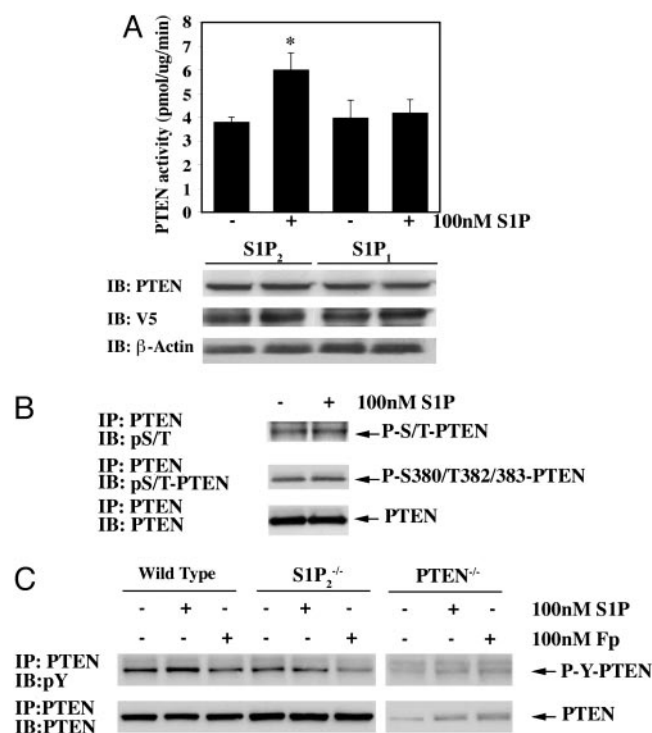 A
PTEN activity (pmol/ug/min)
8
7
6
5
4
3
2
1
0
*
- + - + 100nM S1P
S1P₂ S1P₁
IB: PTEN
IB: V5
IB: β-Actin
B
- + 100nM S1P
IP: PTEN
IB: pS/T
P-S/T-PTEN
IP: PTEN
IB: pS/T-PTEN
P-S380/T382/383-PTEN
IP: PTEN
IB: PTEN
PTEN
C
Wild Type S1P₂⁻/⁻ PTEN⁻/⁻
- + - - + - - + - 100nM S1P
- - + - - + - - + 100nM Fp
IP: PTEN
IB:pY
P-Y-PTEN
IP:PTEN
IB:PTEN
PTEN